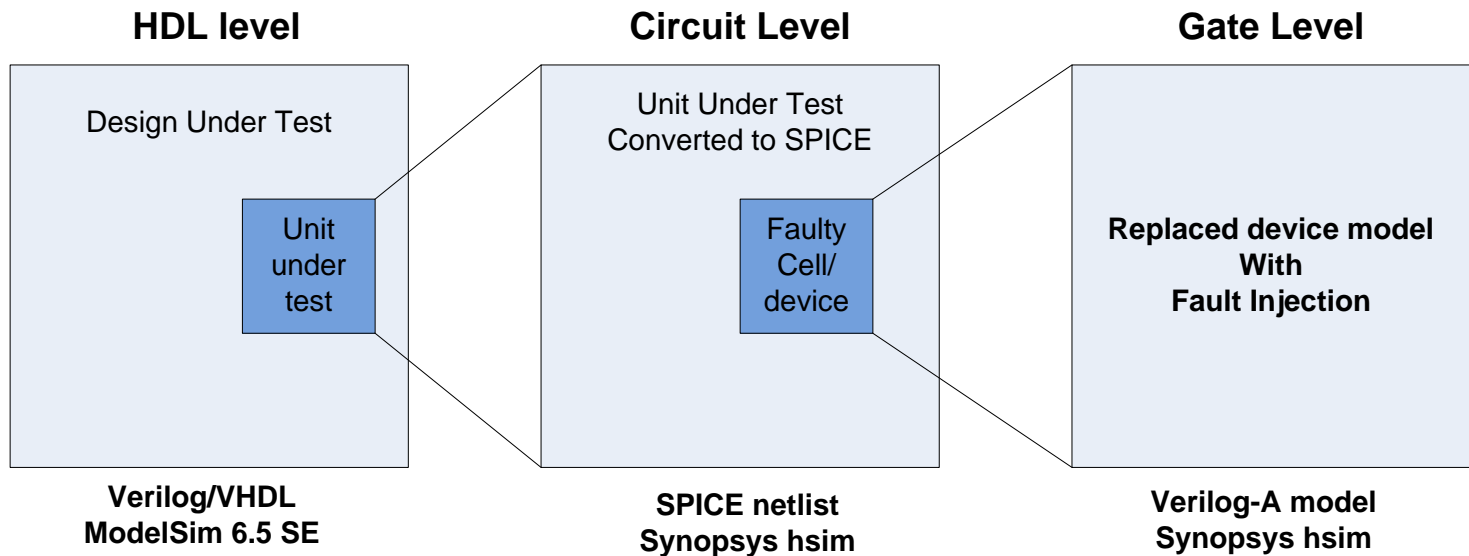 HDL level
Design Under Test
Unit
under
test
Verilog/VHDL
ModelSim 6.5 SE
Circuit Level
Unit Under Test
Converted to SPICE
Faulty
Cell/
device
SPICE netlist
Synopsys hsim
Gate Level
Replaced device model
With
Fault Injection
Verilog-A model
Synopsys hsim